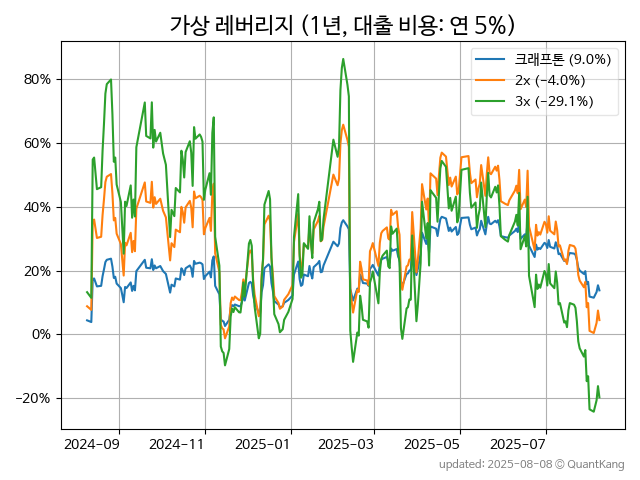 가상 레버리지 (1년, 대출 비용: 연 5%)
크래프톤 (9.0%)
2x (−4.0%)
3x (−29.1%)
80%
60%
40%
20%
0%
−20%
2024-09
2024-11
2025-01
2025-03
2025-05
2025-07
updated: 2025-08-08 © QuantKang